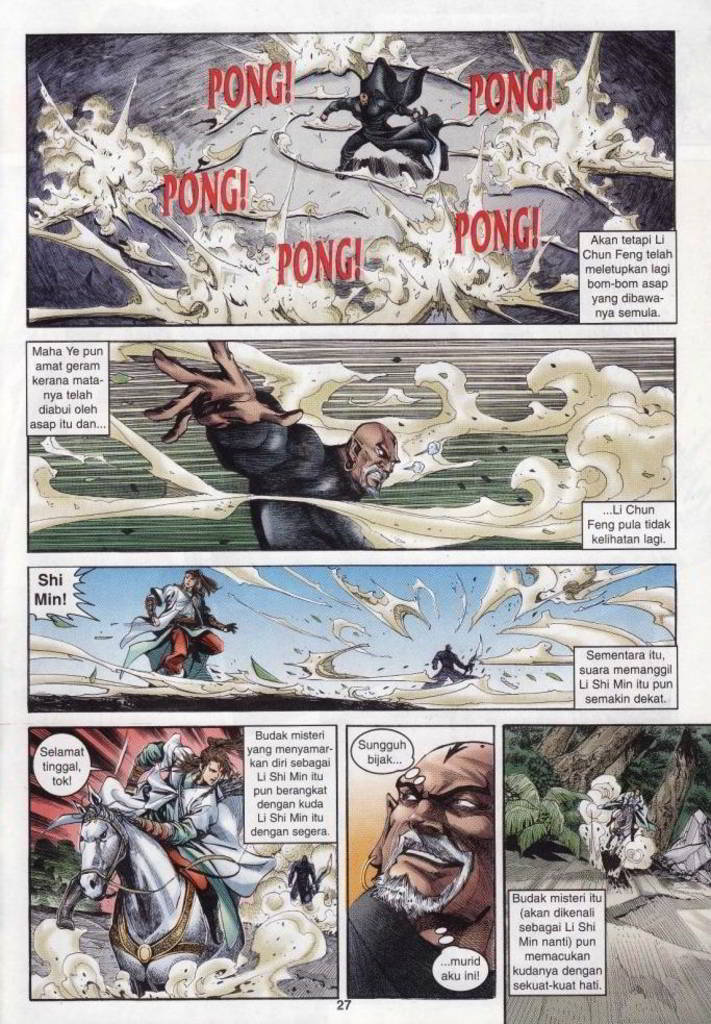 PONG!
PONG!
PONG!
PONG!
PONG!
Akan tetapi Li
Chun Feng telah
meletupkan lagi
bom-bom asap
yang dibawa-
nya semula.
Maha Ye pun
amat geram
kerana mata-
nya telah
diabui oleh
asap itu dan...
...Li Chun
Feng pula tidak
kelihatan lagi.
Shi
Min!
Sementara itu,
suara memanggil
Li Shi Min itu pun
semakin dekat.
Selamat
tinggal,
tok!
Budak misteri
yang menyamarkan
diri sebagai
Li Shi Min itu
pun berangkat
dengan kuda
Li Shi Min itu
dengan segera.
Sungguh
bijak...
...murid
aku ini!
Budak misteri itu
(akan dikenali
sebagai Li Shi
Min nanti) pun
memacukan
kudanya dengan
sekuat-kuat hati.
27